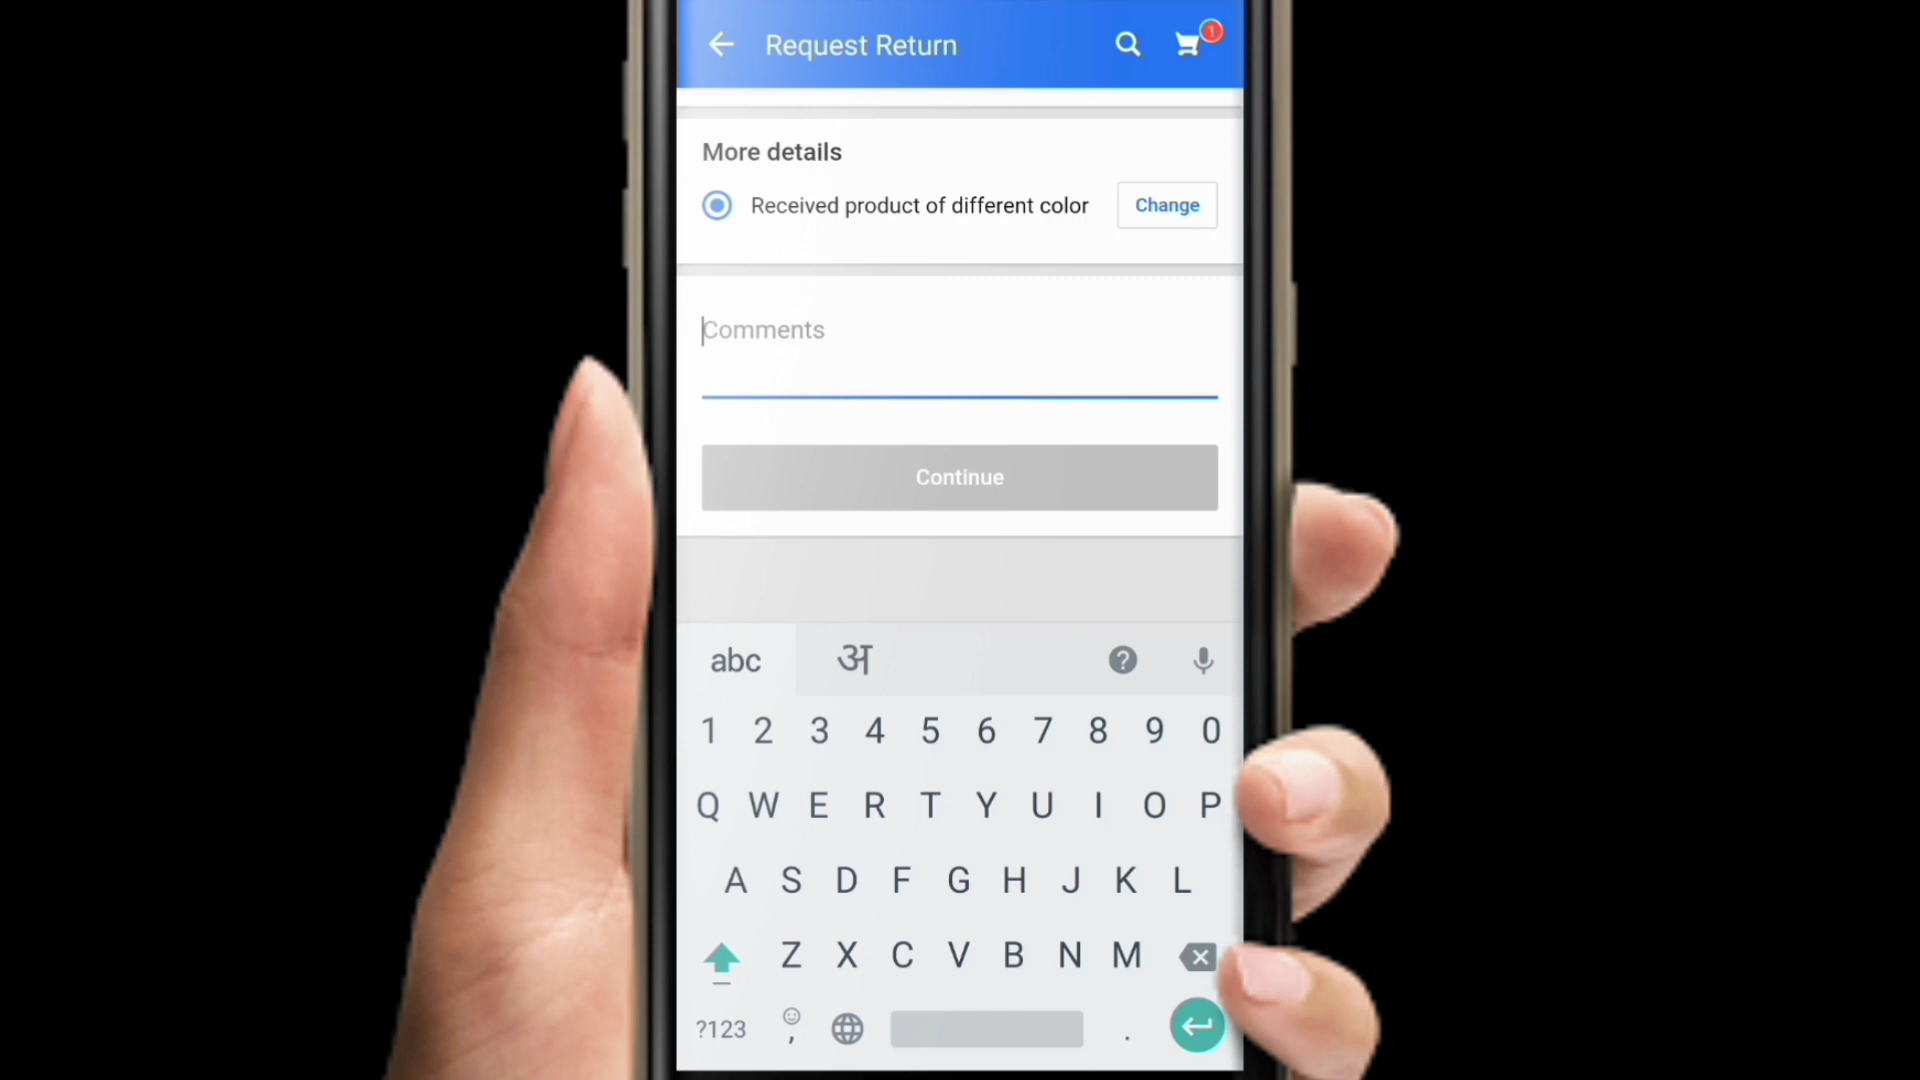 Request Return
1
More details
Received product of different color
Change
Comments
Continue
abc अ ?
1 2 3 4 5 6 7 8 9 0
Q W E R T Y U I O P
A S D F G H J K L
Z X C V B N M
?123 , .